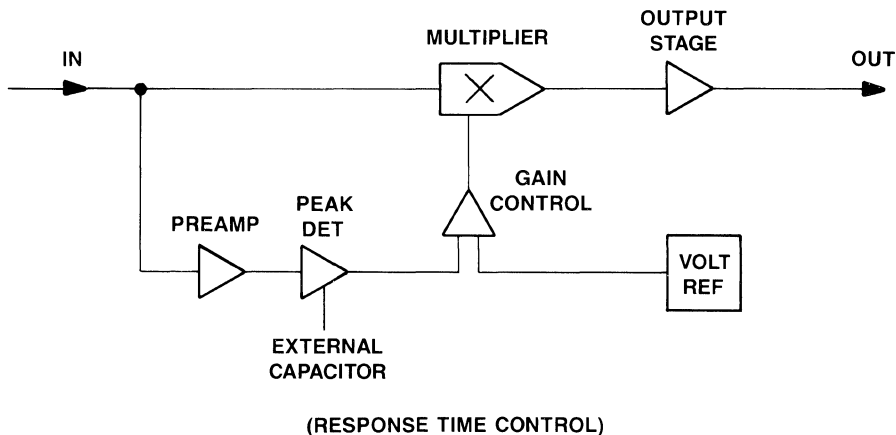 IN
MULTIPLIER
OUTPUT
STAGE
OUT
PREAMP
PEAK
DET
GAIN
CONTROL
VOLT
REF
EXTERNAL
CAPACITOR
(RESPONSE TIME CONTROL)